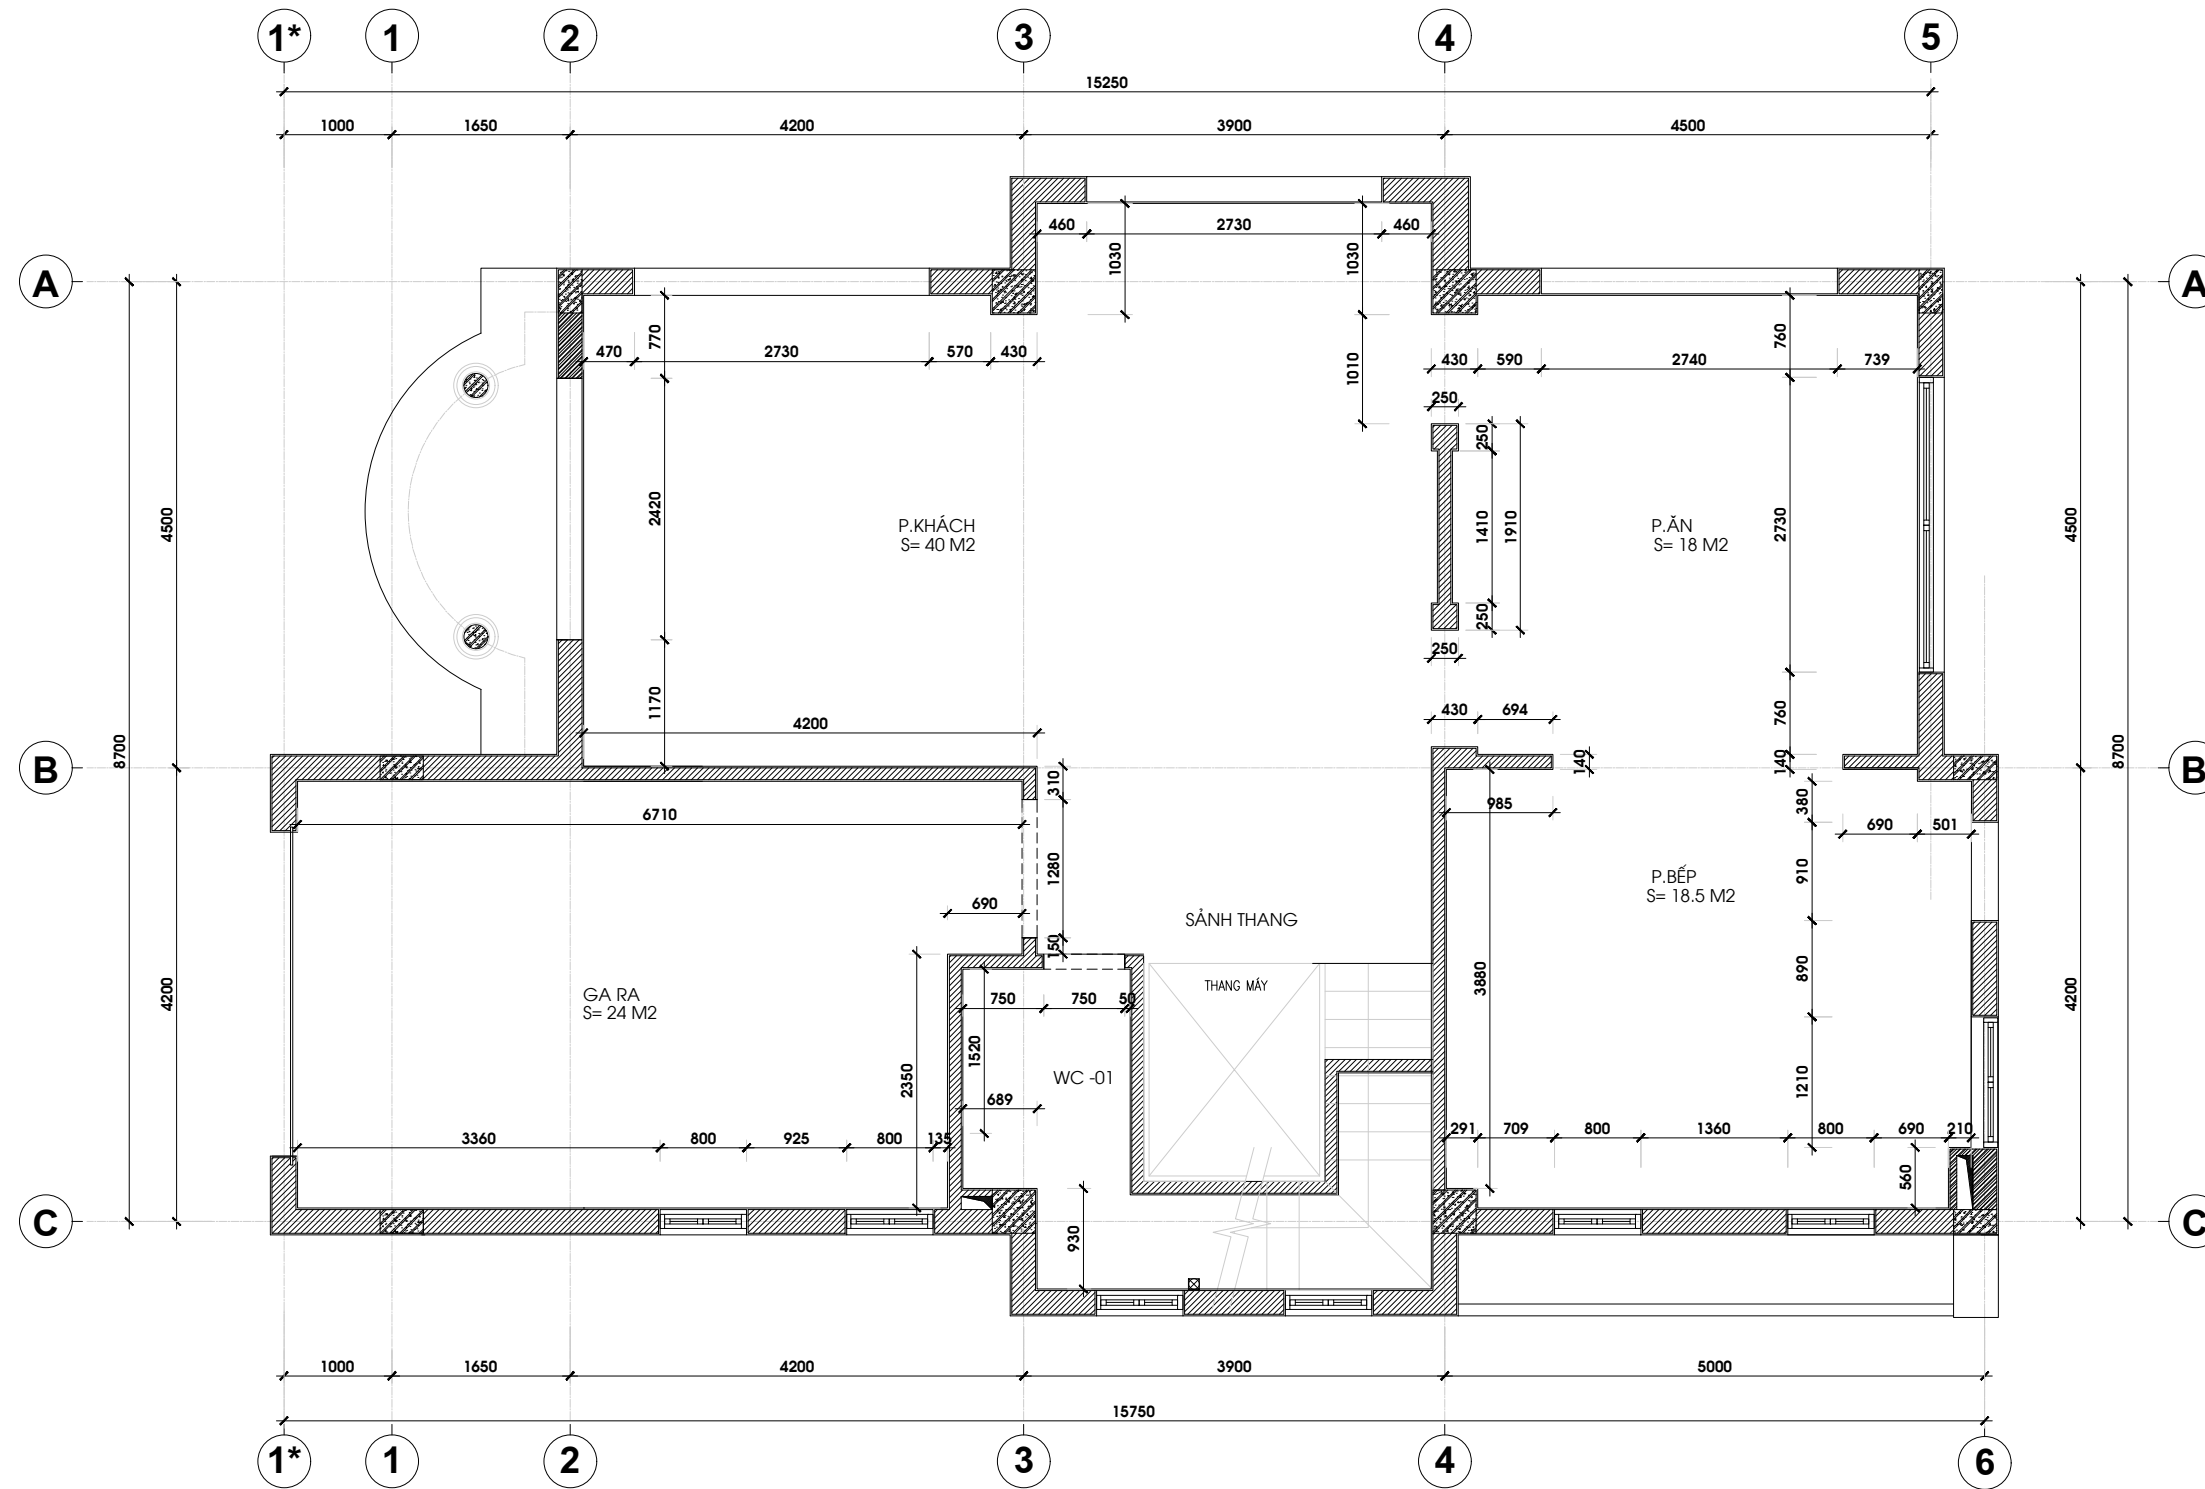 1* 1 2 3 4 5
15250
1000 1650 4200 3900 4500
460 2730 460
1030 1030
A A
770 760
470 2730 570 430
430 590 2740 739
1010
250
250
4500 2420 1410 1910 2730 4500
P.KHÁCH
S= 40 M2
P.ĂN
S= 18 M2
250
250
1170 760
430 694
4200
8700 8700
B B
140 140
310 380
985
6710
690 501
1280 910
P.BẾP
S= 18.5 M2
690
SẢNH THANG
150
THANG MÁY
3880 890
GA RA
S= 24 M2
750 750 50
4200 4200
1520
2350
WC -01
1210
689
3360 800 925 800 135
291 709 800 1360 800 690 210
560
C C
930
1000 1650 4200 3900 5000
15750
1* 1 2 3 4 6